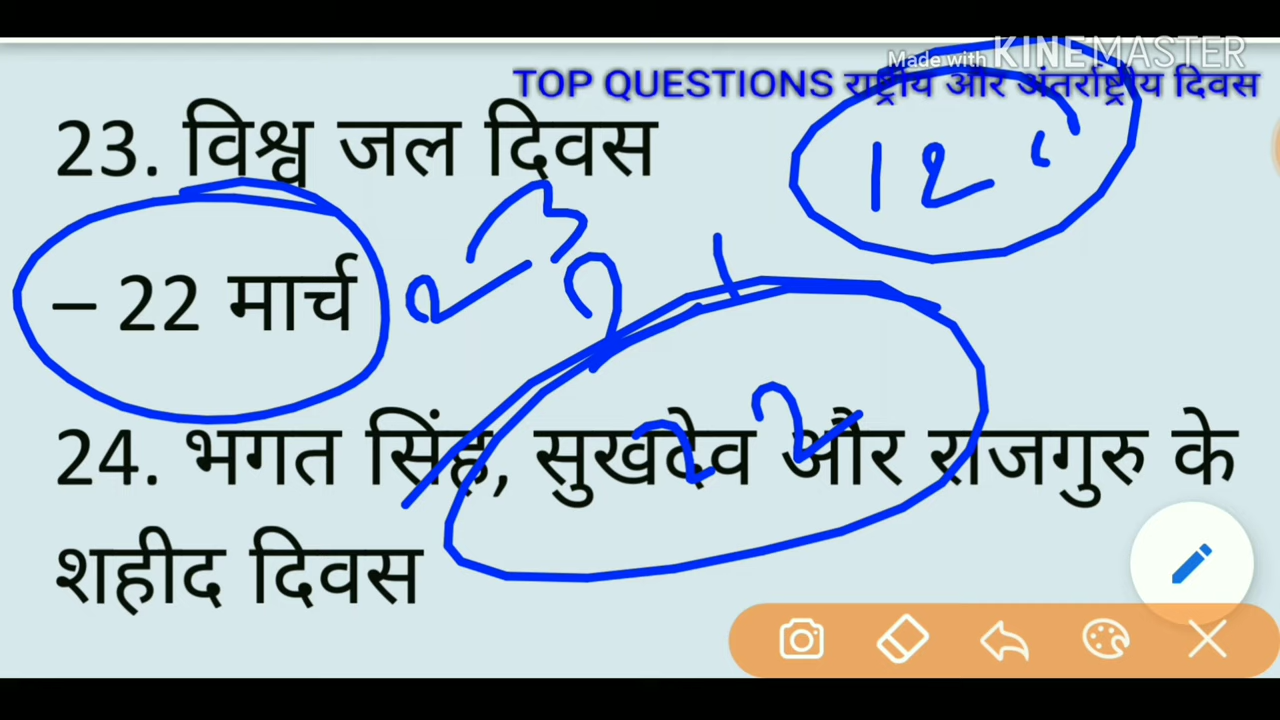 Made with KINEMASTER
TOP QUESTIONS राष्ट्रीय और अंतर्राष्ट्रीय दिवस
23. विश्व जल दिवस
– 22 मार्च
24. भगत सिंह, सुखदेव और राजगुरु के
शहीद दिवस